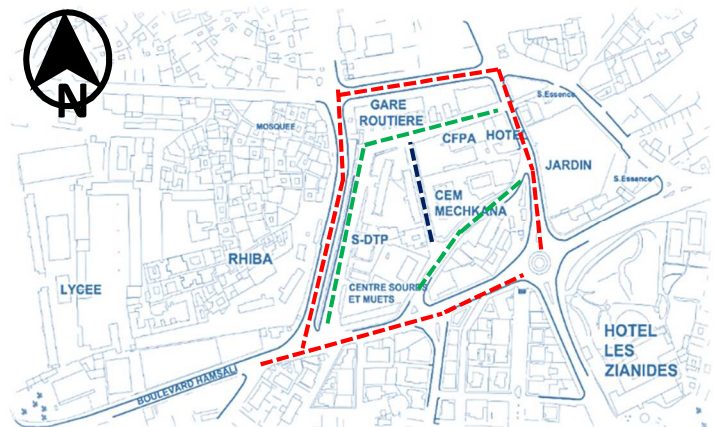 N
S.Essence
GARE
ROUTIERE
MOSQUEE
CFPA
HOTEL
JARDIN
S.Essence
CEM
MECHKANA
S-DTP
RHIBA
CENTRE SOURDS
ET MUETS
LYCEE
HOTEL
LES
ZIANIDES
BOULEVARD HAMSALI